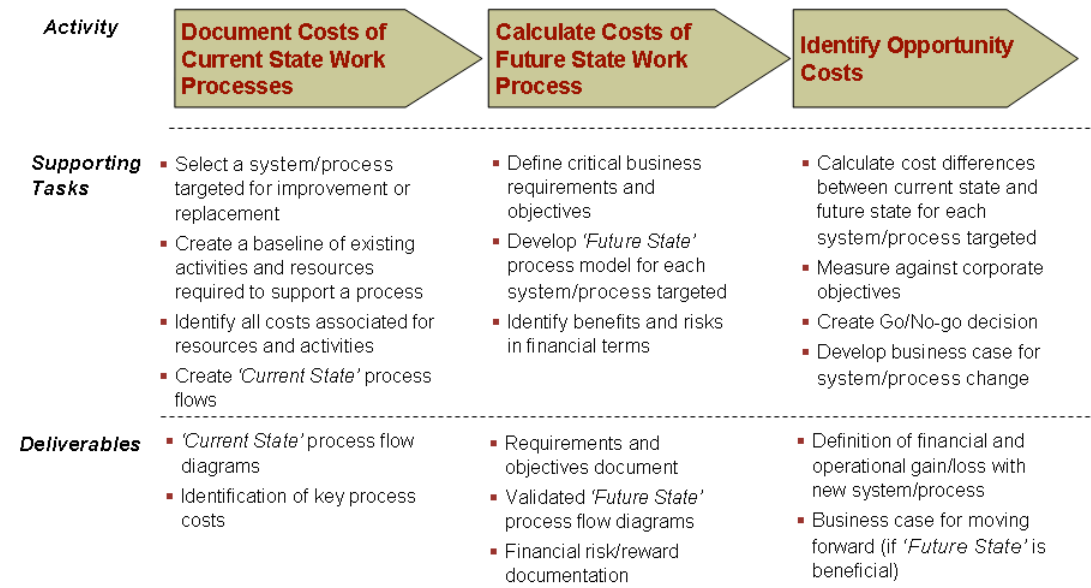 Activity
Document Costs of
Current State Work
Processes
Calculate Costs of
Future State Work
Process
Identify Opportunity
Costs
Supporting
Tasks
▪ Select a system/process
targeted for improvement or
replacement
▪ Create a baseline of existing
activities and resources
required to support a process
▪ Identify all costs associated for
resources and activities
▪ Create ‘Current State’ process
flows
▪ Define critical business
requirements and
objectives
▪ Develop ‘Future State’
process model for each
system/process targeted
▪ Identify benefits and risks
in financial terms
▪ Calculate cost differences
between current state and
future state for each
system/process targeted
▪ Measure against corporate
objectives
▪ Create Go/No-go decision
▪ Develop business case for
system/process change
Deliverables
▪ ‘Current State’ process flow
diagrams
▪ Identification of key process
costs
▪ Requirements and
objectives document
▪ Validated ‘Future State’
process flow diagrams
▪ Financial risk/reward
documentation
▪ Definition of financial and
operational gain/loss with
new system/process
▪ Business case for moving
forward (if ‘Future State’ is
beneficial)